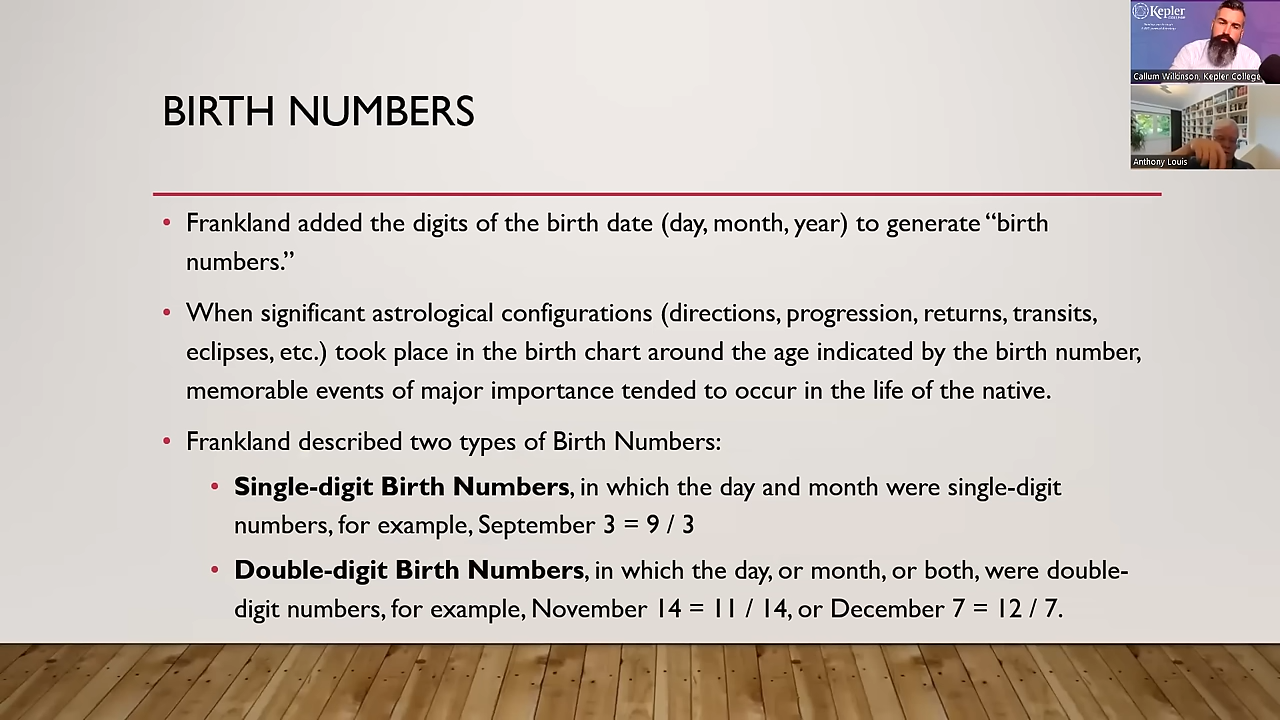 BIRTH NUMBERS
• Frankland added the digits of the birth date (day, month, year) to generate “birth
numbers.”
• When significant astrological configurations (directions, progression, returns, transits,
eclipses, etc.) took place in the birth chart around the age indicated by the birth number,
memorable events of major importance tended to occur in the life of the native.
• Frankland described two types of Birth Numbers:
• Single-digit Birth Numbers, in which the day and month were single-digit
numbers, for example, September 3 = 9 / 3
• Double-digit Birth Numbers, in which the day, or month, or both, were double-
digit numbers, for example, November 14 = 11 / 14, or December 7 = 12 / 7.
Kepler
COLLEGE
Callum Wilkinson, Kepler College
Anthony Louis